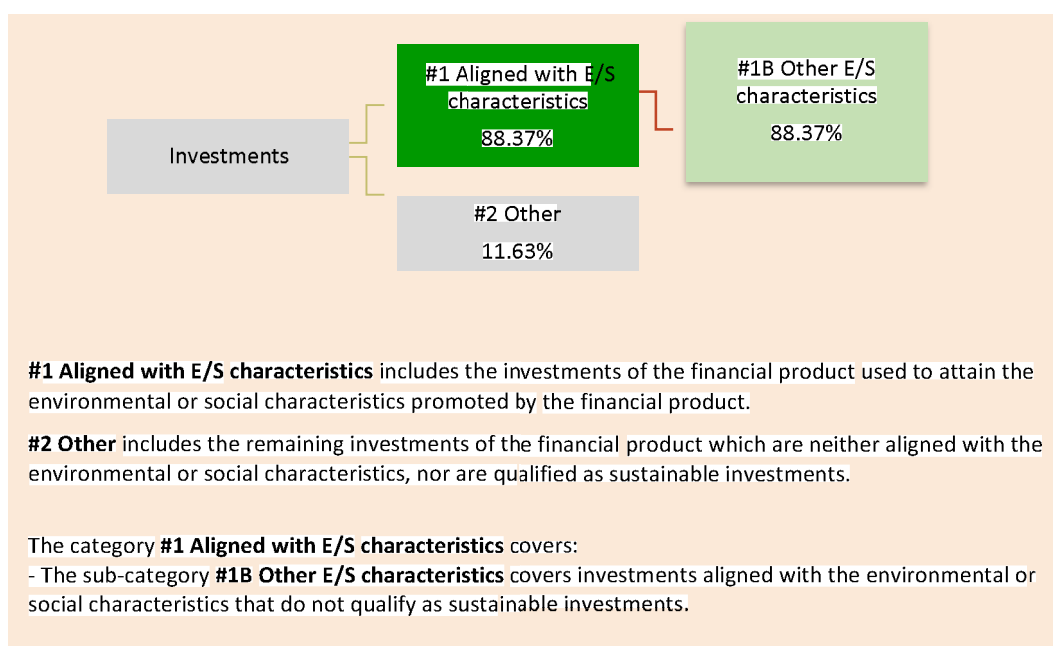 #1 Aligned with E/S
characteristics
88.37%
#1B Other E/S
characteristics
88.37%
Investments
#2 Other
11.63%
#1 Aligned with E/S characteristics includes the investments of the financial product used to attain the
environmental or social characteristics promoted by the financial product.
#2 Other includes the remaining investments of the financial product which are neither aligned with the
environmental or social characteristics, nor are qualified as sustainable investments.
The category #1 Aligned with E/S characteristics covers:
- The sub-category #1B Other E/S characteristics covers investments aligned with the environmental or
social characteristics that do not qualify as sustainable investments.